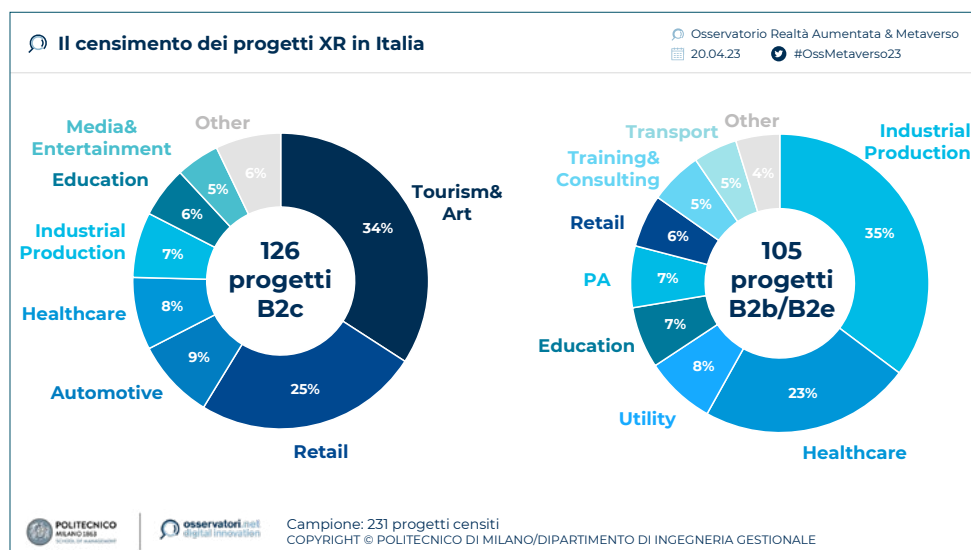 Il censimento dei progetti XR in Italia
Osservatorio Realtà Aumentata & Metaverso
20.04.23 #OssMetaverso23
Media&
Entertainment
Other
Education
Industrial
Production
Healthcare
Automotive
Retail
Tourism&
Art
34%
25%
9%
8%
7%
6%
5%
6%
126
progetti
B2c
Other
Transport
Training&
Consulting
Retail
PA
Education
Utility
Healthcare
Industrial
Production
35%
23%
8%
7%
7%
6%
5%
5%
4%
105
progetti
B2b/B2e
POLITECNICO
MILANO 1863
SCHOOL OF MANAGEMENT
osservatori.net
digital innovation
Campione: 231 progetti censiti
COPYRIGHT © POLITECNICO DI MILANO/DIPARTIMENTO DI INGEGNERIA GESTIONALE